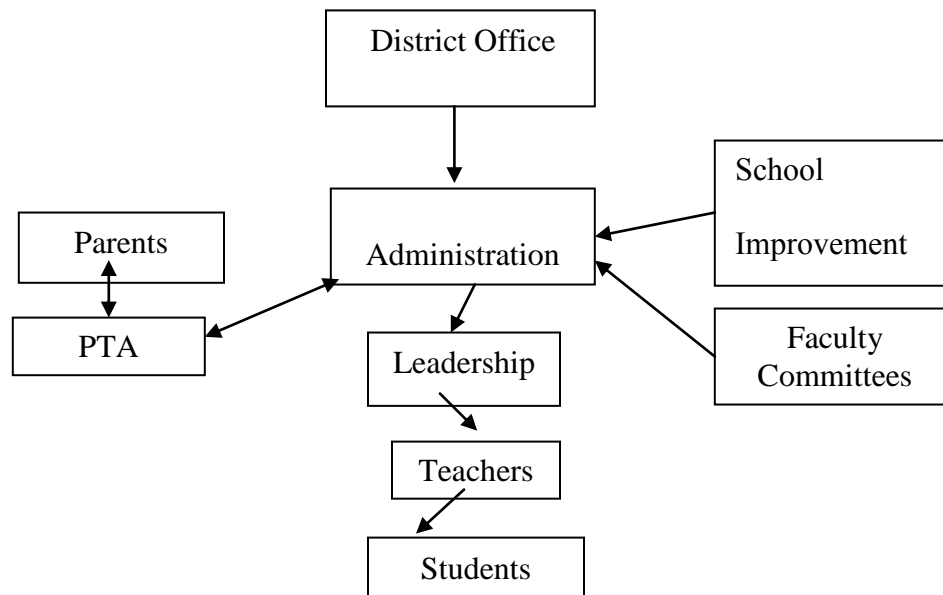 District Office
School
Improvement
Administration
Parents
PTA
Leadership
Faculty
Committees
Teachers
Students